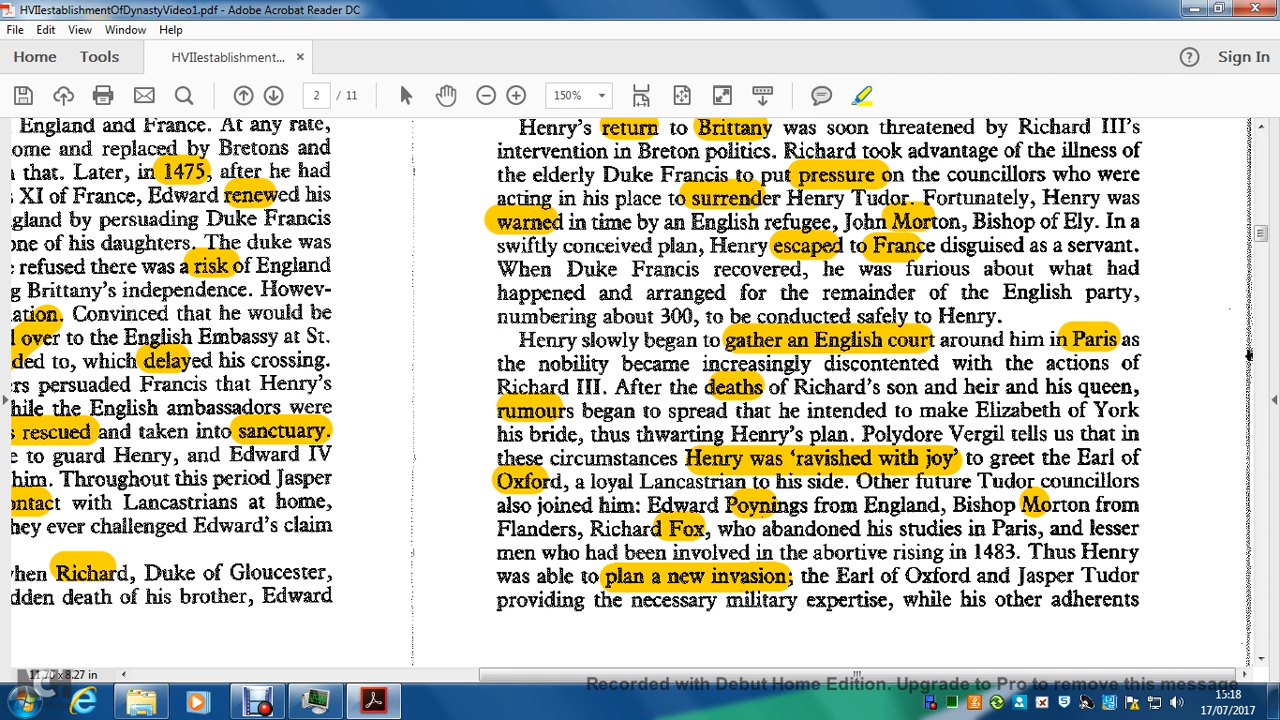 HVIIestablishmentOfDynastyVideo1.pdf - Adobe Acrobat Reader DC
File Edit View Window Help
Home Tools HVIIestablishment... × Sign In
2 / 11 150%
England and France. At any rate,
ome and replaced by Bretons and
that. Later, in 1475, after he had
XI of France, Edward renewed his
gland by persuading Duke Francis
one of his daughters. The duke was
refused there was a risk of England
g Brittany's independence. Howev-
ation. Convinced that he would be
over to the English Embassy at St.
ded to, which delayed his crossing.
rs persuaded Francis that Henry's
hile the English ambassadors were
s rescued and taken into sanctuary.
e to guard Henry, and Edward IV
him. Throughout this period Jasper
ontact with Lancastrians at home,
hey ever challenged Edward's claim
hen Richard, Duke of Gloucester,
dden death of his brother, Edward
Henry's return to Brittany was soon threatened by Richard III's
intervention in Breton politics. Richard took advantage of the illness of
the elderly Duke Francis to put pressure on the councillors who were
acting in his place to surrender Henry Tudor. Fortunately, Henry was
warned in time by an English refugee, John Morton, Bishop of Ely. In a
swiftly conceived plan, Henry escaped to France disguised as a servant.
When Duke Francis recovered, he was furious about what had
happened and arranged for the remainder of the English party,
numbering about 300, to be conducted safely to Henry.
Henry slowly began to gather an English court around him in Paris as
the nobility became increasingly discontented with the actions of
Richard III. After the deaths of Richard's son and heir and his queen,
rumours began to spread that he intended to make Elizabeth of York
his bride, thus thwarting Henry's plan. Polydore Vergil tells us that in
these circumstances Henry was 'ravished with joy' to greet the Earl of
Oxford, a loyal Lancastrian to his side. Other future Tudor councillors
also joined him: Edward Poynings from England, Bishop Morton from
Flanders, Richard Fox, who abandoned his studies in Paris, and lesser
men who had been involved in the abortive rising in 1483. Thus Henry
was able to plan a new invasion; the Earl of Oxford and Jasper Tudor
providing the necessary military expertise, while his other adherents
x 8.27 in
Recorded with Debut Home Edition. Upgrade to Pro to remove this message
15:18
17/07/2017